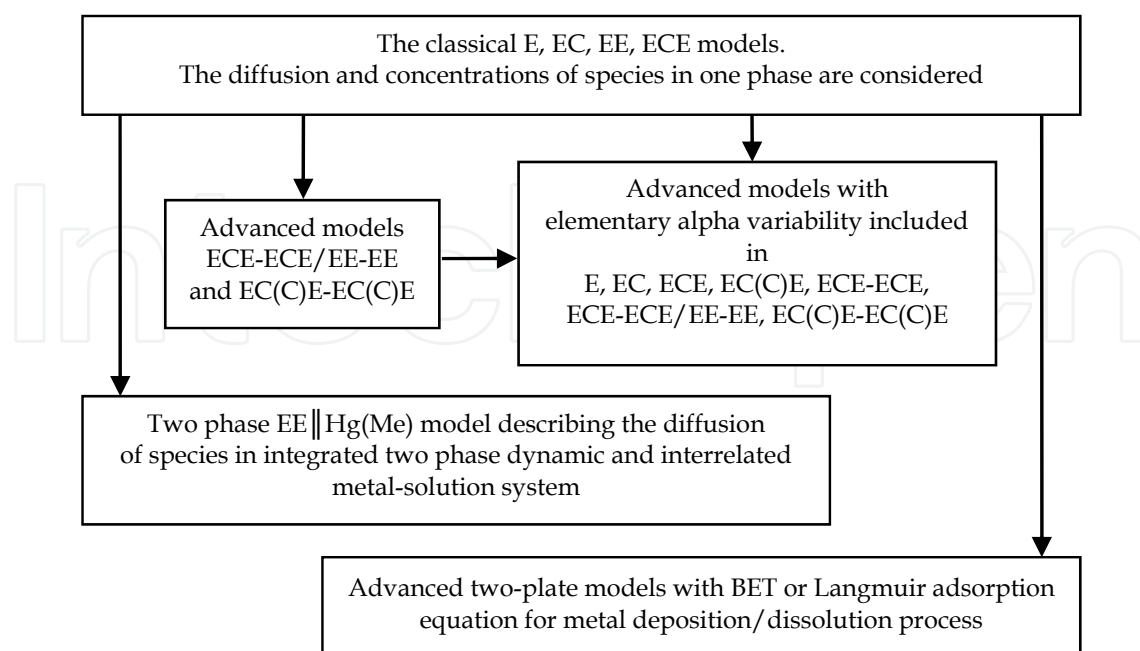 The classical E, EC, EE, ECE models.
The diffusion and concentrations of species in one phase are considered
Advanced models
ECE-ECE/EE-EE
and EC(C)E-EC(C)E
Advanced models with
elementary alpha variability included
in
E, EC, ECE, EC(C)E, ECE-ECE,
ECE-ECE/EE-EE, EC(C)E-EC(C)E
Two phase EE‖Hg(Me) model describing the diffusion
of species in integrated two phase dynamic and interrelated
metal-solution system
Advanced two-plate models with BET or Langmuir adsorption
equation for metal deposition/dissolution process